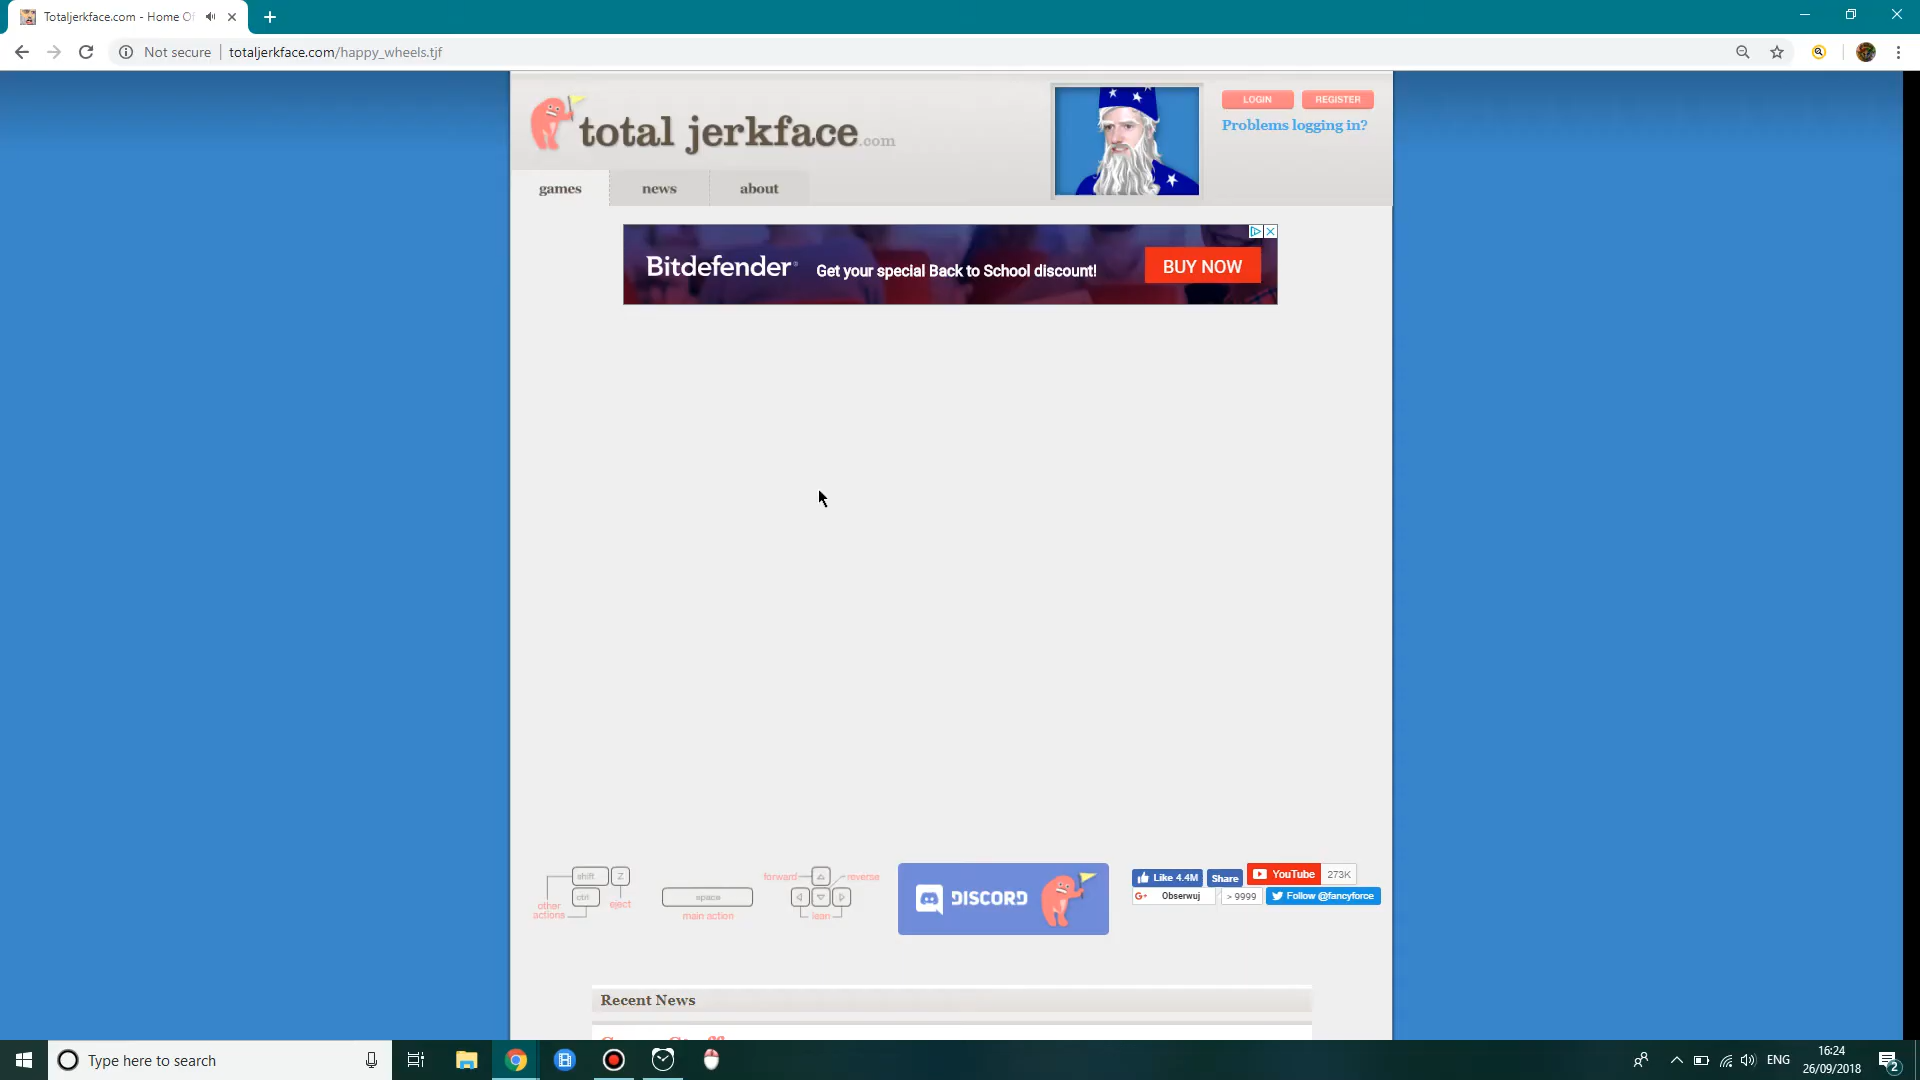 Totaljerkface.com - Home Of
Not secure totaljerkface.com/happy_wheels.tjf
total jerkface.com
LOGIN REGISTER
Problems logging in?
games news about
Bitdefender Get your special Back to School discount! BUY NOW
shift Z
ctrl
other actions
eject
space
main action
forward reverse
lean
DISCORD
Like 4.4M Share YouTube 273K
G+ Obserwuj > 9999 Follow @fancyforce
Recent News
Type here to search
ENG
16:24
26/09/2018
2